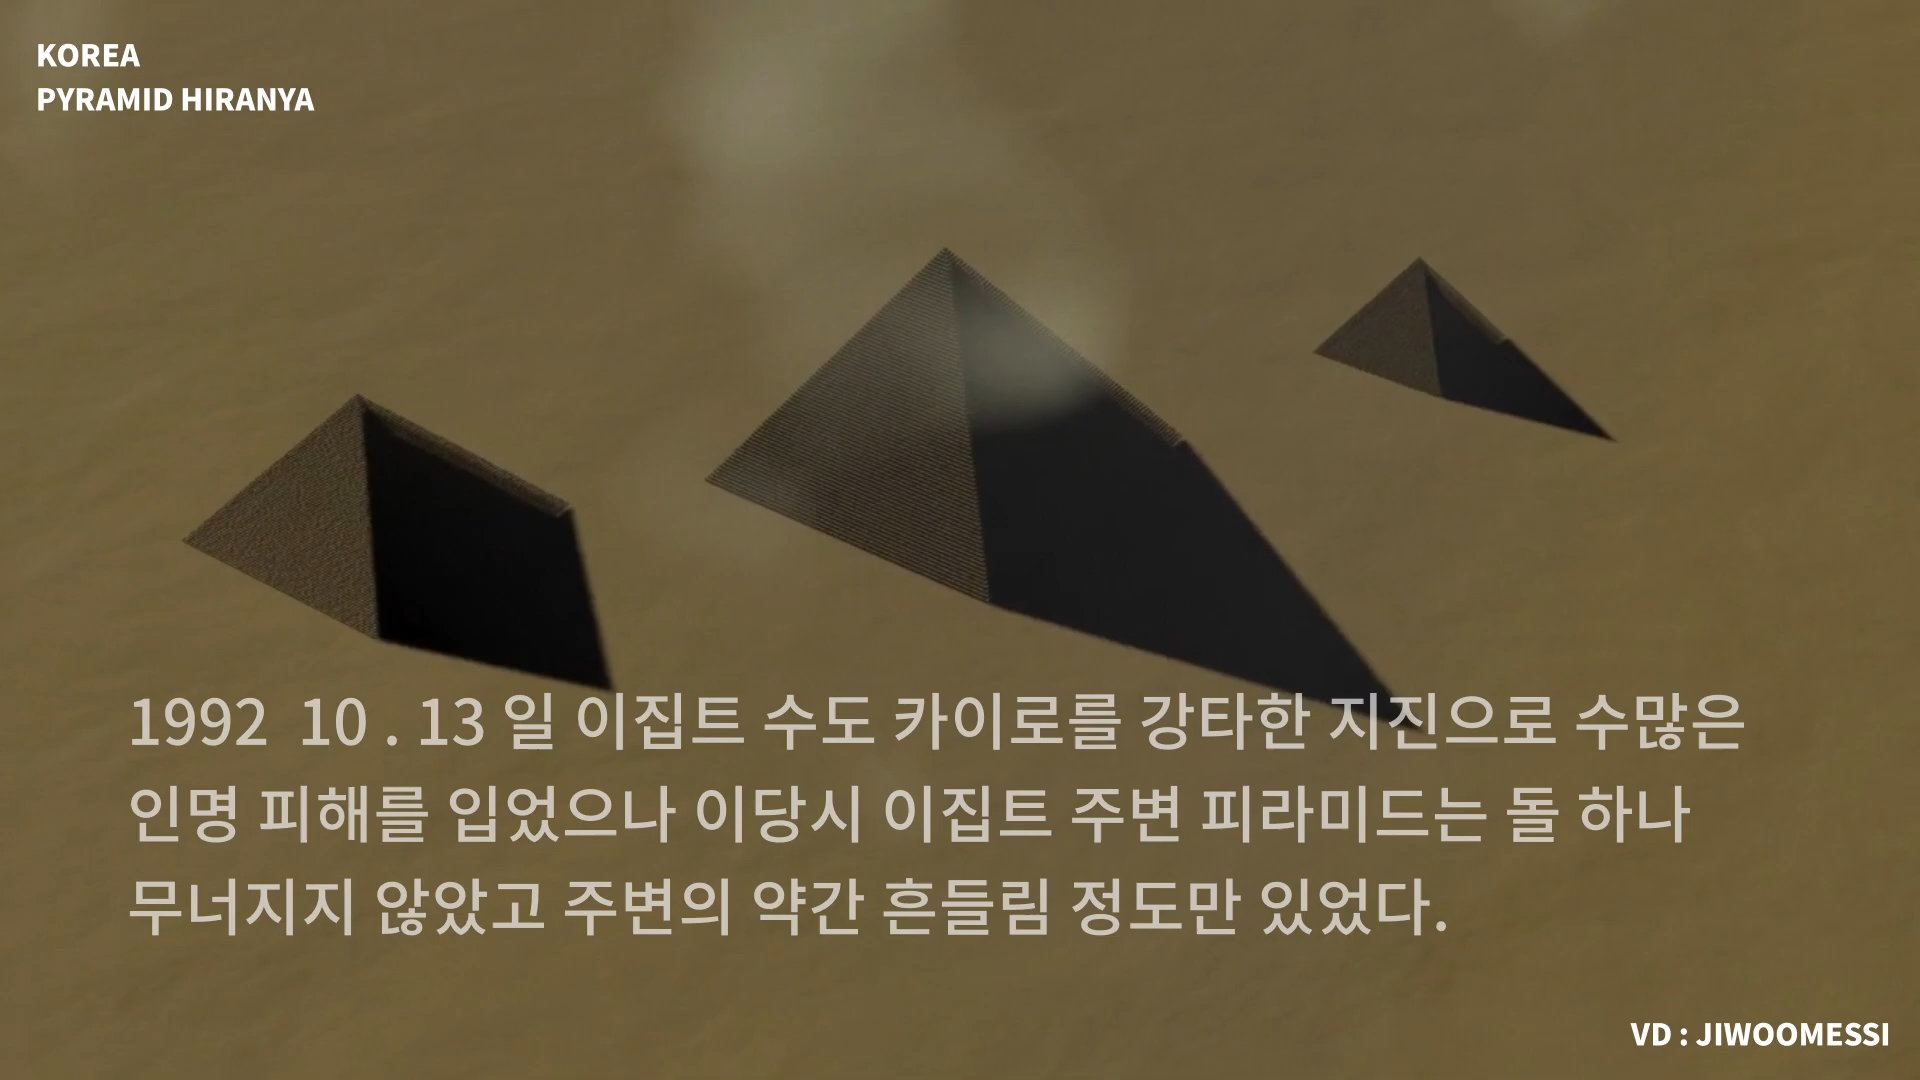 KOREA
PYRAMID HIRANYA
1992  10 . 13 일 이집트 수도 카이로를 강타한 지진으로 수많은
인명 피해를 입었으나 이당시 이집트 주변 피라미드는 돌 하나
무너지지 않았고 주변의 약간 흔들림 정도만 있었다.
VD : JIWOOMESSI